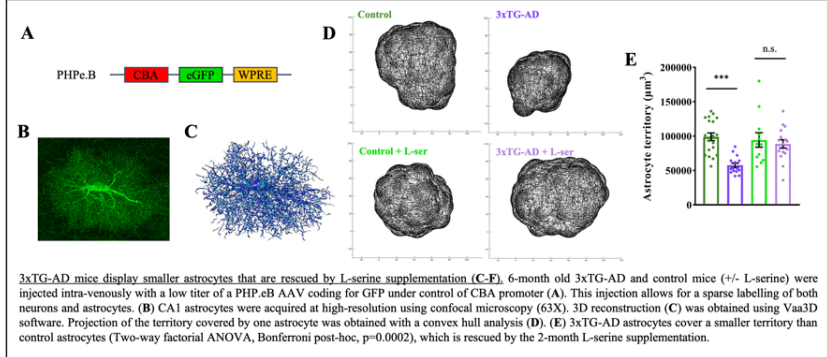 A
PHPe.B CBA eGFP WPRE
B
C
D
Control
3xTG-AD
Control + L-ser
3xTG-AD + L-ser
E
Astrocyte territory (µm³)
200000
150000
100000
50000
0
***
n.s.
3xTG-AD mice display smaller astrocytes that are rescued by L-serine supplementation (C-F). 6-month old 3xTG-AD and control mice (+/- L-serine) were
injected intra-venously with a low titer of a PHP.eB AAV coding for GFP under control of CBA promoter (A). This injection allows for a sparse labelling of both
neurons and astrocytes. (B) CA1 astrocytes were acquired at high-resolution using confocal microscopy (63X). 3D reconstruction (C) was obtained using Vaa3D
software. Projection of the territory covered by one astrocyte was obtained with a convex hull analysis (D). (E) 3xTG-AD astrocytes cover a smaller territory than
control astrocytes (Two-way factorial ANOVA, Bonferroni post-hoc, p=0.0002), which is rescued by the 2-month L-serine supplementation.